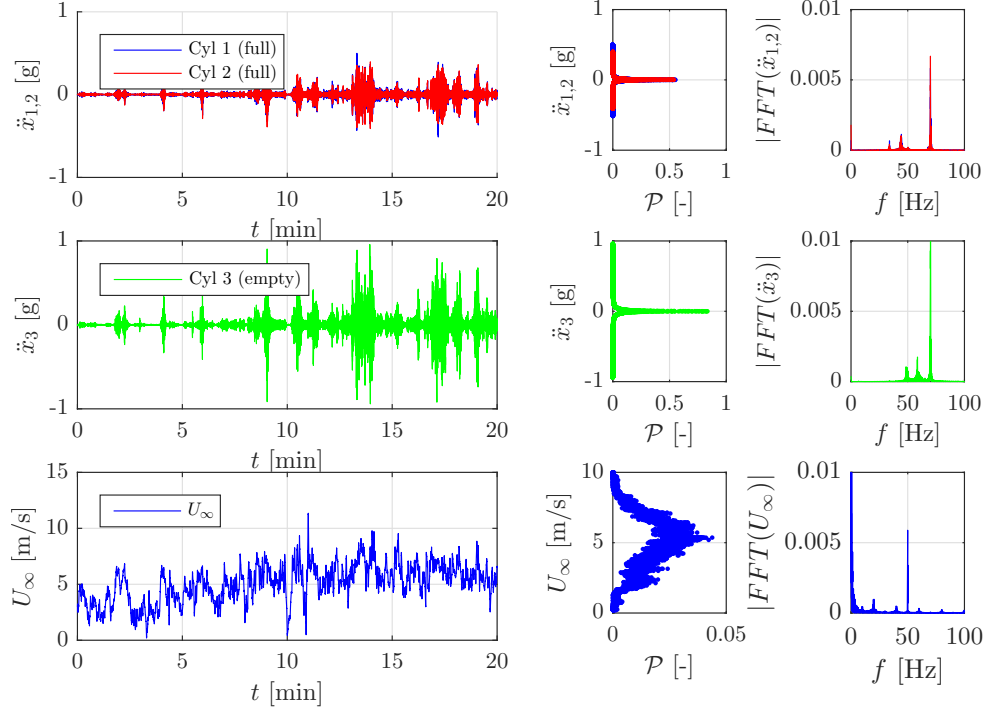 1
0
-1
ẍ₁,₂ [g]
Cyl 1 (full)
Cyl 2 (full)
0 5 10 15 20
t [min]
1
0
-1
ẍ₁,₂ [g]
0 0.5 1
𝒫 [-]
0.01
0.005
0
|FFT(ẍ₁,₂)|
0 50 100
f [Hz]
1
0
-1
ẍ₃ [g]
Cyl 3 (empty)
0 5 10 15 20
t [min]
1
0
-1
ẍ₃ [g]
0 0.5 1
𝒫 [-]
0.01
0.005
0
|FFT(ẍ₃)|
0 50 100
f [Hz]
15
10
5
0
U∞ [m/s]
U∞
0 5 10 15 20
t [min]
10
5
0
U∞ [m/s]
0 0.05
𝒫 [-]
0.01
0.005
0
|FFT(U∞)|
0 50 100
f [Hz]